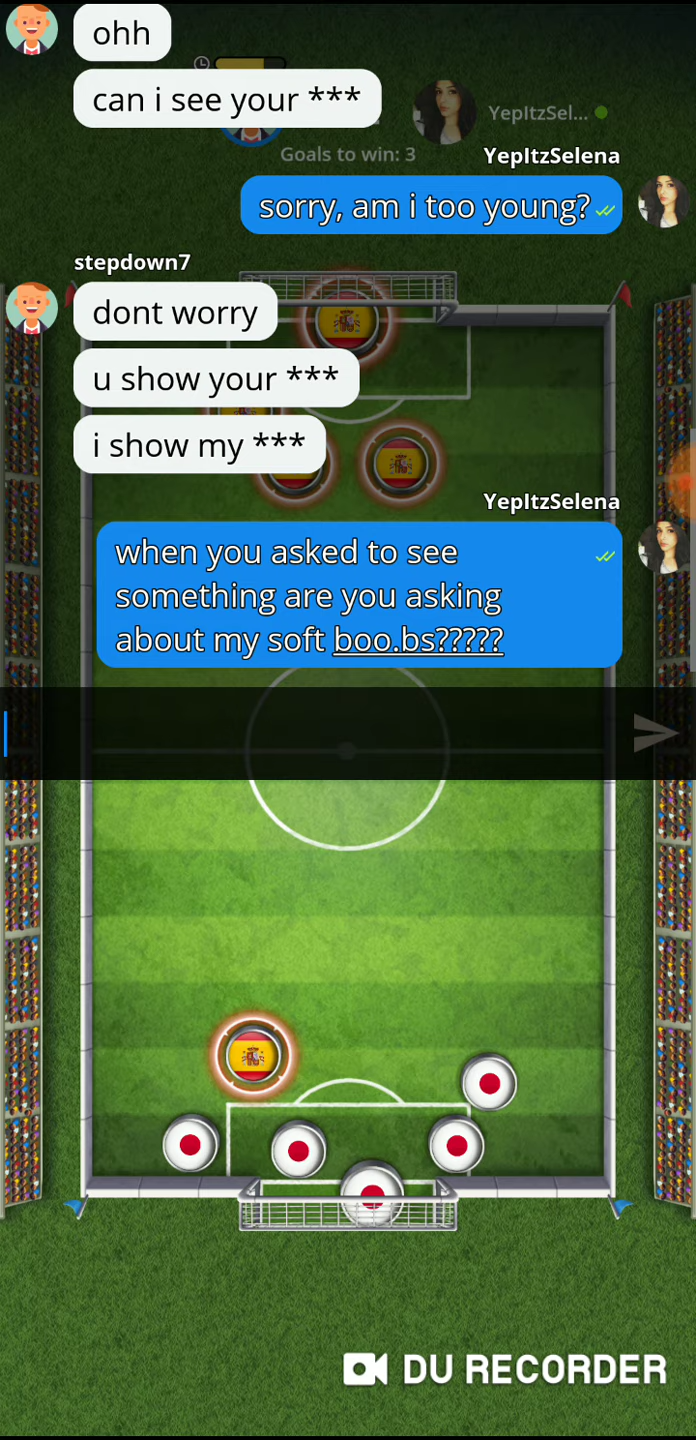 ohh
can i see your ***
YepItzSel...
Goals to win: 3
YepItzSelena
sorry, am i too young?
stepdown7
dont worry
u show your ***
i show my ***
YepItzSelena
when you asked to see
something are you asking
about my soft boo.bs?????
DU RECORDER